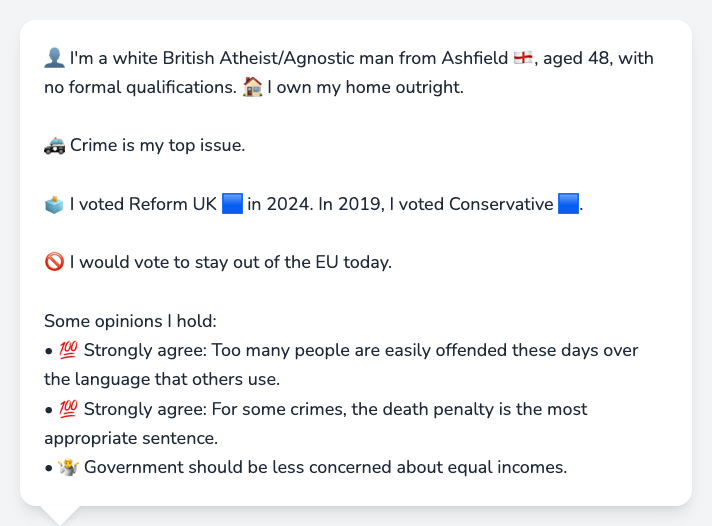 👤 I'm a white British Atheist/Agnostic man from Ashfield 🏴󠁧󠁢󠁥󠁮󠁧󠁿, aged 48, with
no formal qualifications. 🏠 I own my home outright.
🚓 Crime is my top issue.
🗳️ I voted Reform UK 🟦 in 2024. In 2019, I voted Conservative 🟦.
🚫 I would vote to stay out of the EU today.
Some opinions I hold:
• 💯 Strongly agree: Too many people are easily offended these days over
the language that others use.
• 💯 Strongly agree: For some crimes, the death penalty is the most
appropriate sentence.
• 🤷 Government should be less concerned about equal incomes.